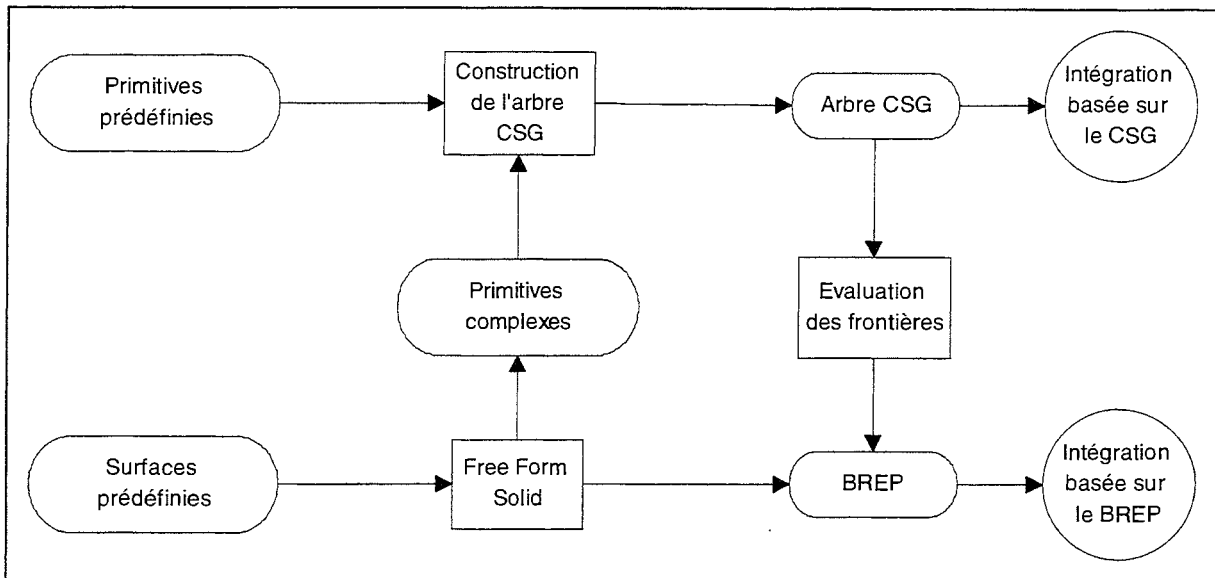 Primitives
prédéfinies
Construction
de l'arbre
CSG
Arbre CSG
Intégration
basée sur
le CSG
Primitives
complexes
Evaluation
des frontières
Surfaces
prédéfinies
Free Form
Solid
BREP
Intégration
basée sur
le BREP